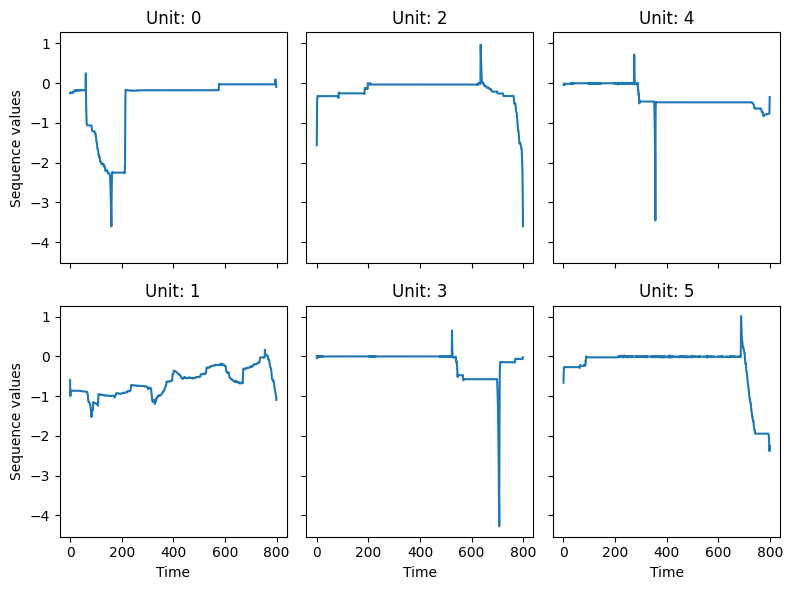 Unit: 0
Unit: 2
Unit: 4
Sequence values
1
0
−1
−2
−3
−4
Unit: 1
Unit: 3
Unit: 5
Sequence values
1
0
−1
−2
−3
−4
0 200 400 600 800
0 200 400 600 800
0 200 400 600 800
Time
Time
Time